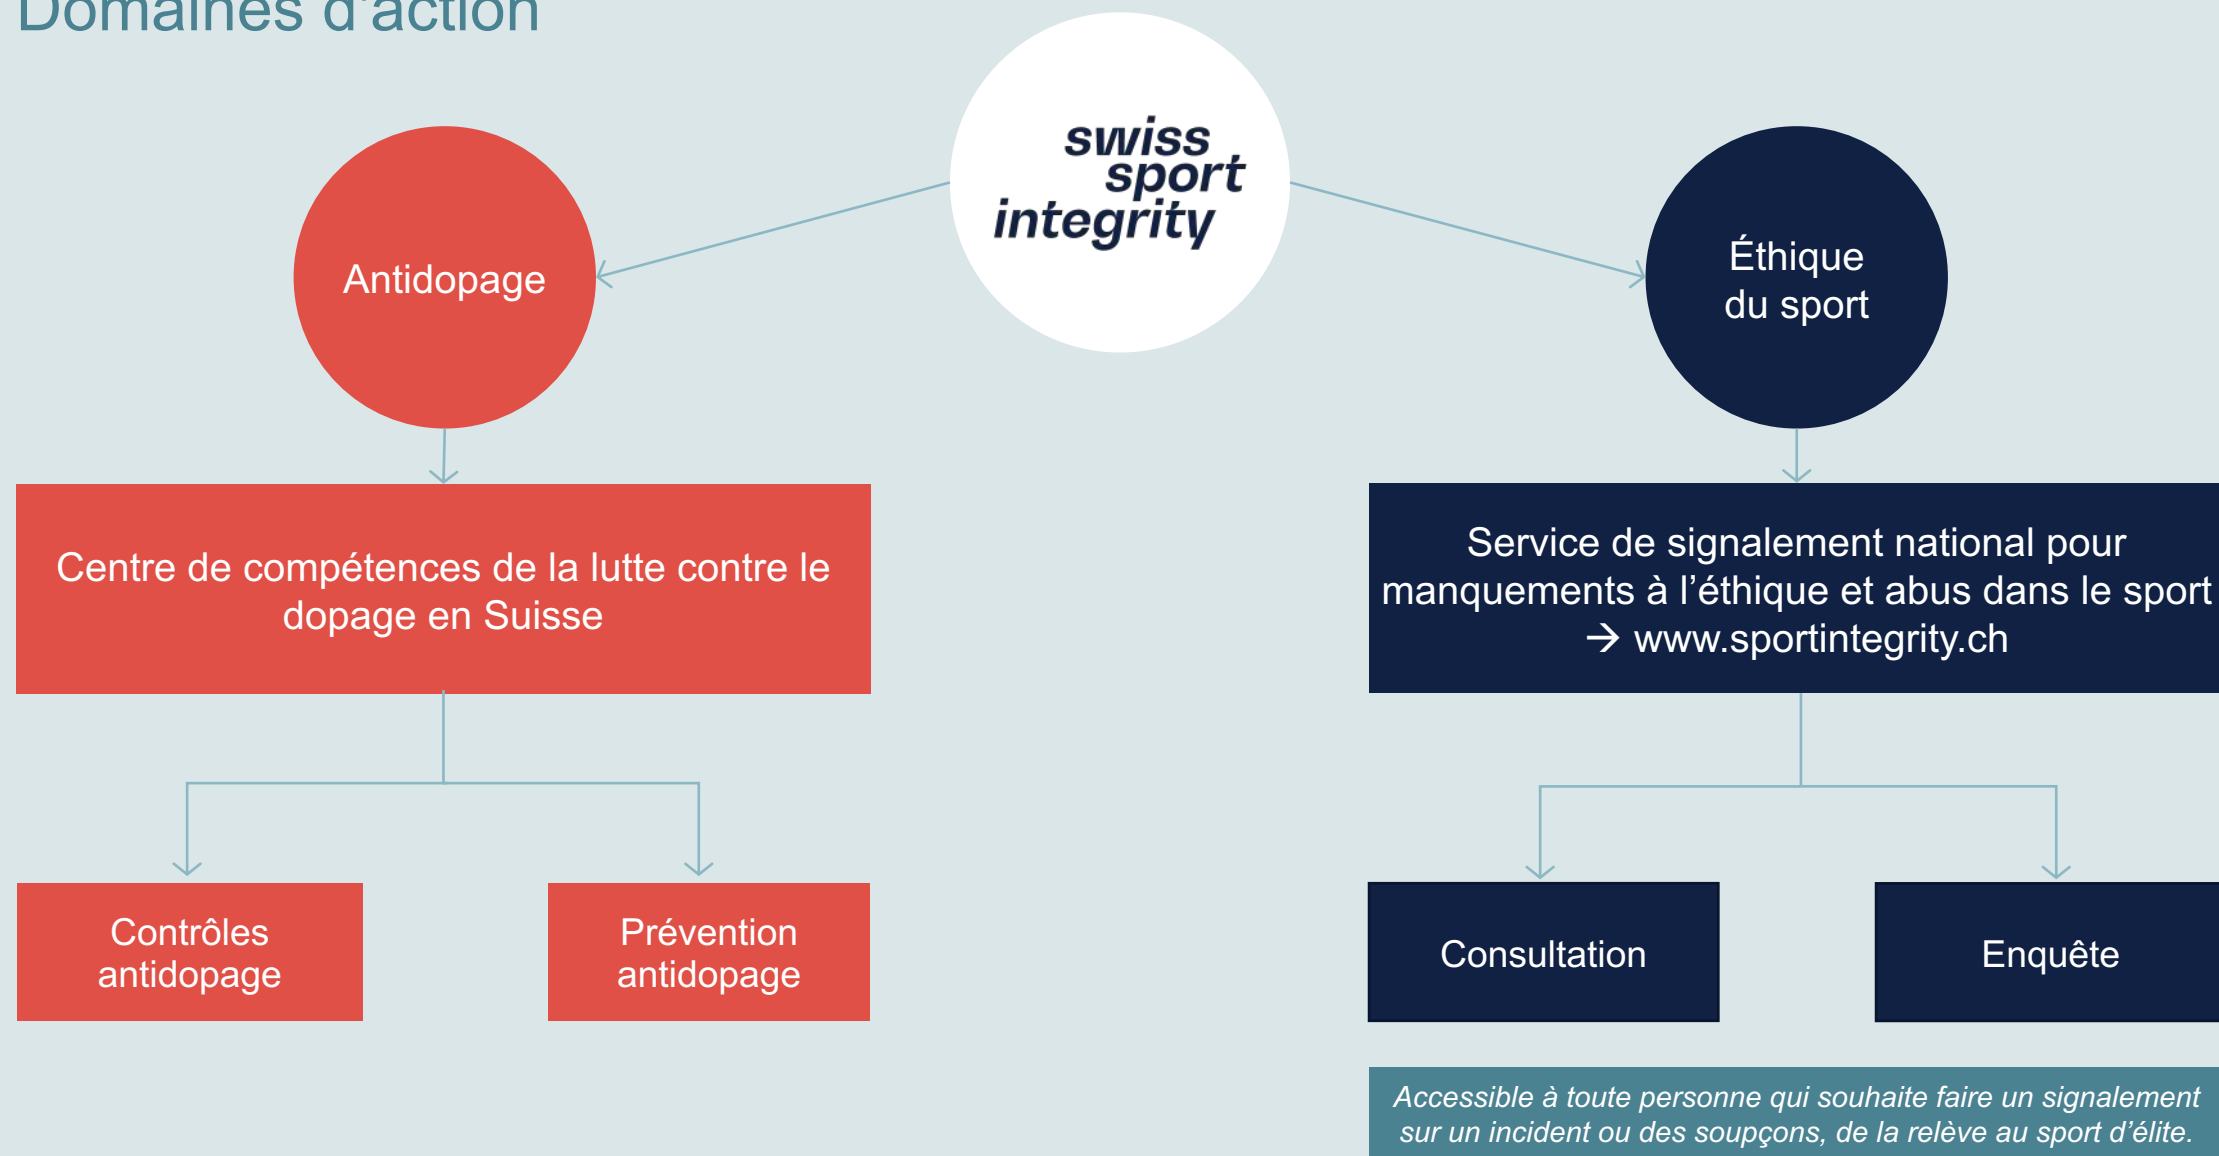 Domaines d'action
swiss
sport
integrity
Antidopage
Éthique
du sport
Centre de compétences de la lutte contre le
dopage en Suisse
Service de signalement national pour
manquements à l’éthique et abus dans le sport
→ www.sportintegrity.ch
Contrôles
antidopage
Prévention
antidopage
Consultation
Enquête
Accessible à toute personne qui souhaite faire un signalement
sur un incident ou des soupçons, de la relève au sport d’élite.